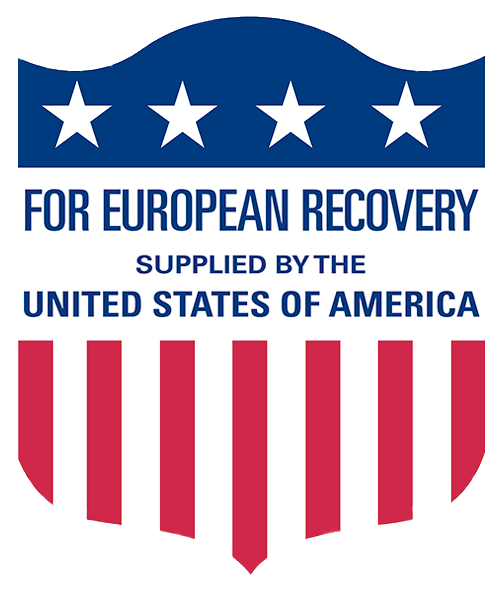 FOR EUROPEAN RECOVERY
SUPPLIED BY THE
UNITED STATES OF AMERICA